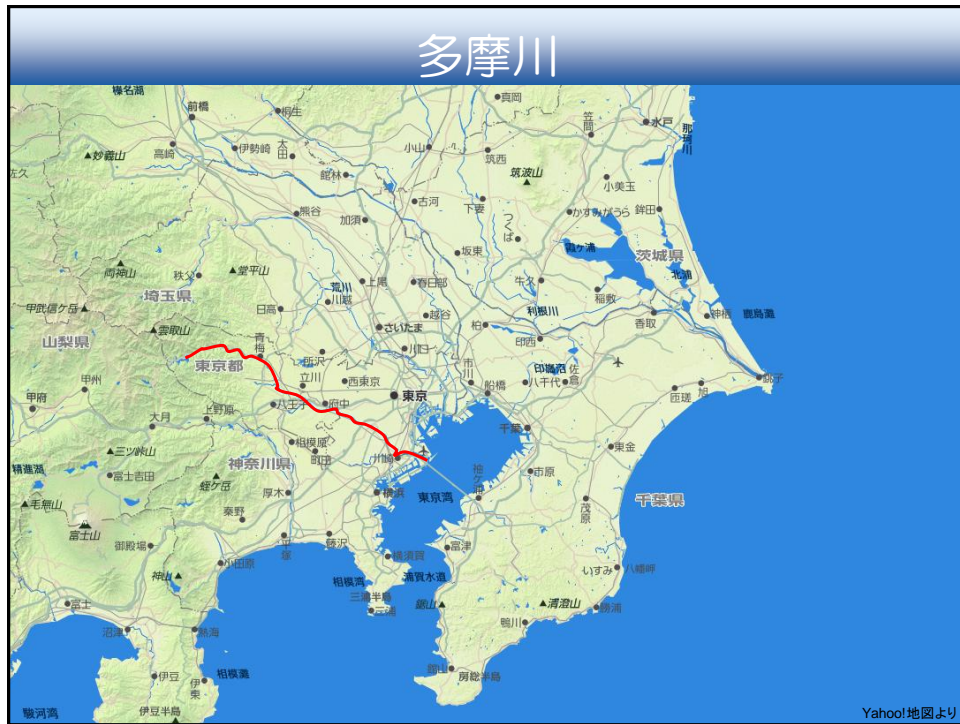 多摩川
榛名湖
前橋
桐生
真岡
笠間
水戸
那珂川
妙義山
高崎
伊勢崎
太田
小山
筑西
佐久
館林
筑波山
小美玉
熊谷
加須
古河
下妻
つくば
かすみがうら
鉾田
両神山
秩父
堂平山
坂東
霞ヶ浦
茨城県
北浦
埼玉県
上尾
春日部
牛久
稲敷
荒川
川越
甲武信ケ岳
日高
越谷
利根川
香取
神栖
鹿島灘
雲取山
さいたま
柏
山梨県
青梅
川口
印西
所沢
東京都
市川
印旛沼
佐倉
甲州
立川
西東京
船橋
八千代
銚子
匝瑳
旭
甲府
八王子
府中
東京
大月
上野原
千葉
相模原
町田
東金
三ツ峠山
川崎
神奈川県
精進湖
富士吉田
蛭ケ岳
袖ケ浦
市原
厚木
横浜
東京湾
千葉県
毛無山
秦野
茂原
富士山
御殿場
平塚
藤沢
富津
横須賀
小田原
いすみ
八幡岬
神山
相模湾
浦賀水道
三浦半島
富士
三浦
鋸山
清澄山
勝浦
沼津
熱海
鴨川
伊豆
伊東
相模灘
館山
房総半島
駿河湾
伊豆半島
Yahoo!地図より